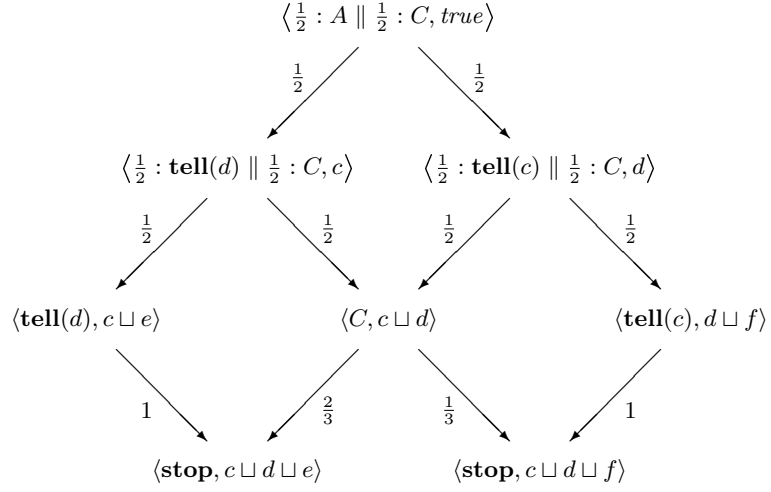 ⟨½ : A ∥ ½ : C, true⟩
½ ½
⟨½ : tell(d) ∥ ½ : C, c⟩ ⟨½ : tell(c) ∥ ½ : C, d⟩
½ ½ ½ ½
⟨tell(d), c ⊔ e⟩ ⟨C, c ⊔ d⟩ ⟨tell(c), d ⊔ f⟩
1 ⅔ ⅓ 1
⟨stop, c ⊔ d ⊔ e⟩ ⟨stop, c ⊔ d ⊔ f⟩